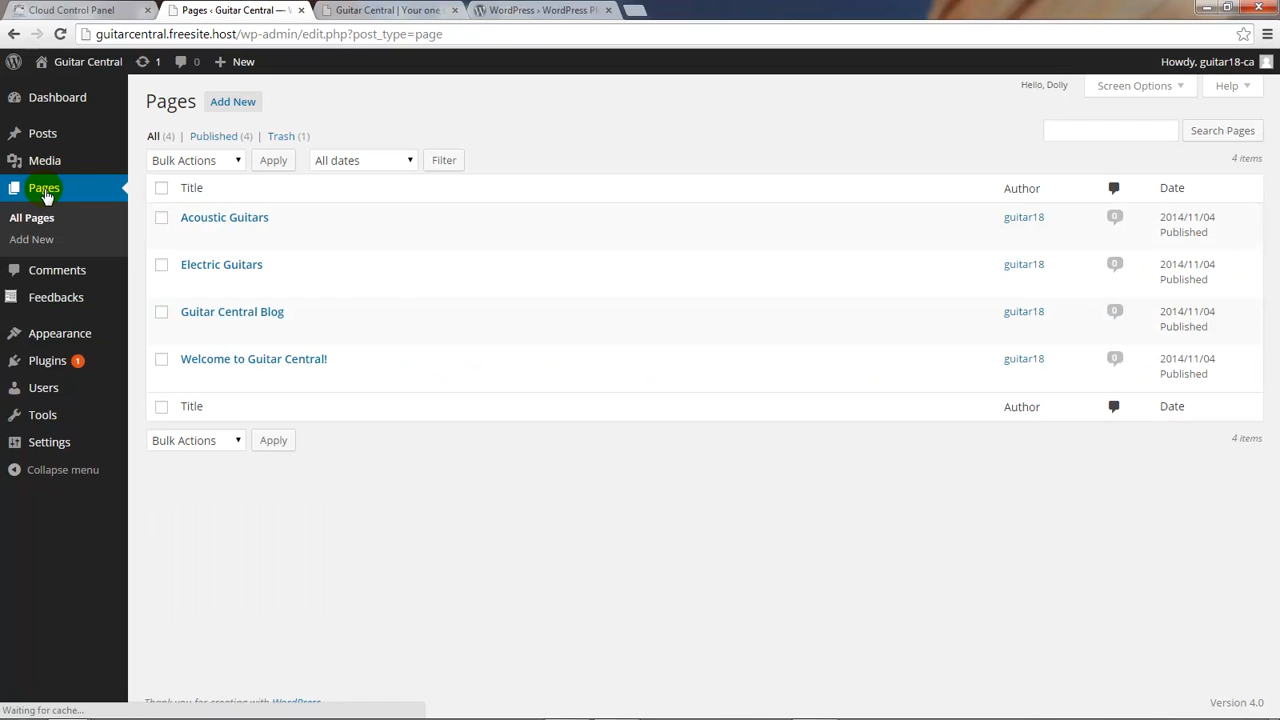 Cloud Control Panel
Pages ‹ Guitar Central —
Guitar Central | Your one
WordPress › WordPress Pl
guitarcentral.freesite.host/wp-admin/edit.php?post_type=page
Guitar Central 1 0 + New
Howdy, guitar18-ca
Dashboard
Posts
Media
Pages
All Pages
Add New
Comments
Feedbacks
Appearance
Plugins 1
Users
Tools
Settings
Collapse menu
Hello, Dolly
Screen Options
Help
Pages Add New
All (4) | Published (4) | Trash (1)
Search Pages
Bulk Actions Apply All dates Filter
4 items
Title Author Date
Acoustic Guitars guitar18 0 2014/11/04
Published
Electric Guitars guitar18 0 2014/11/04
Published
Guitar Central Blog guitar18 0 2014/11/04
Published
Welcome to Guitar Central! guitar18 0 2014/11/04
Published
Title Author Date
Bulk Actions Apply
4 items
Thank you for creating with WordPress
Version 4.0
Waiting for cache...